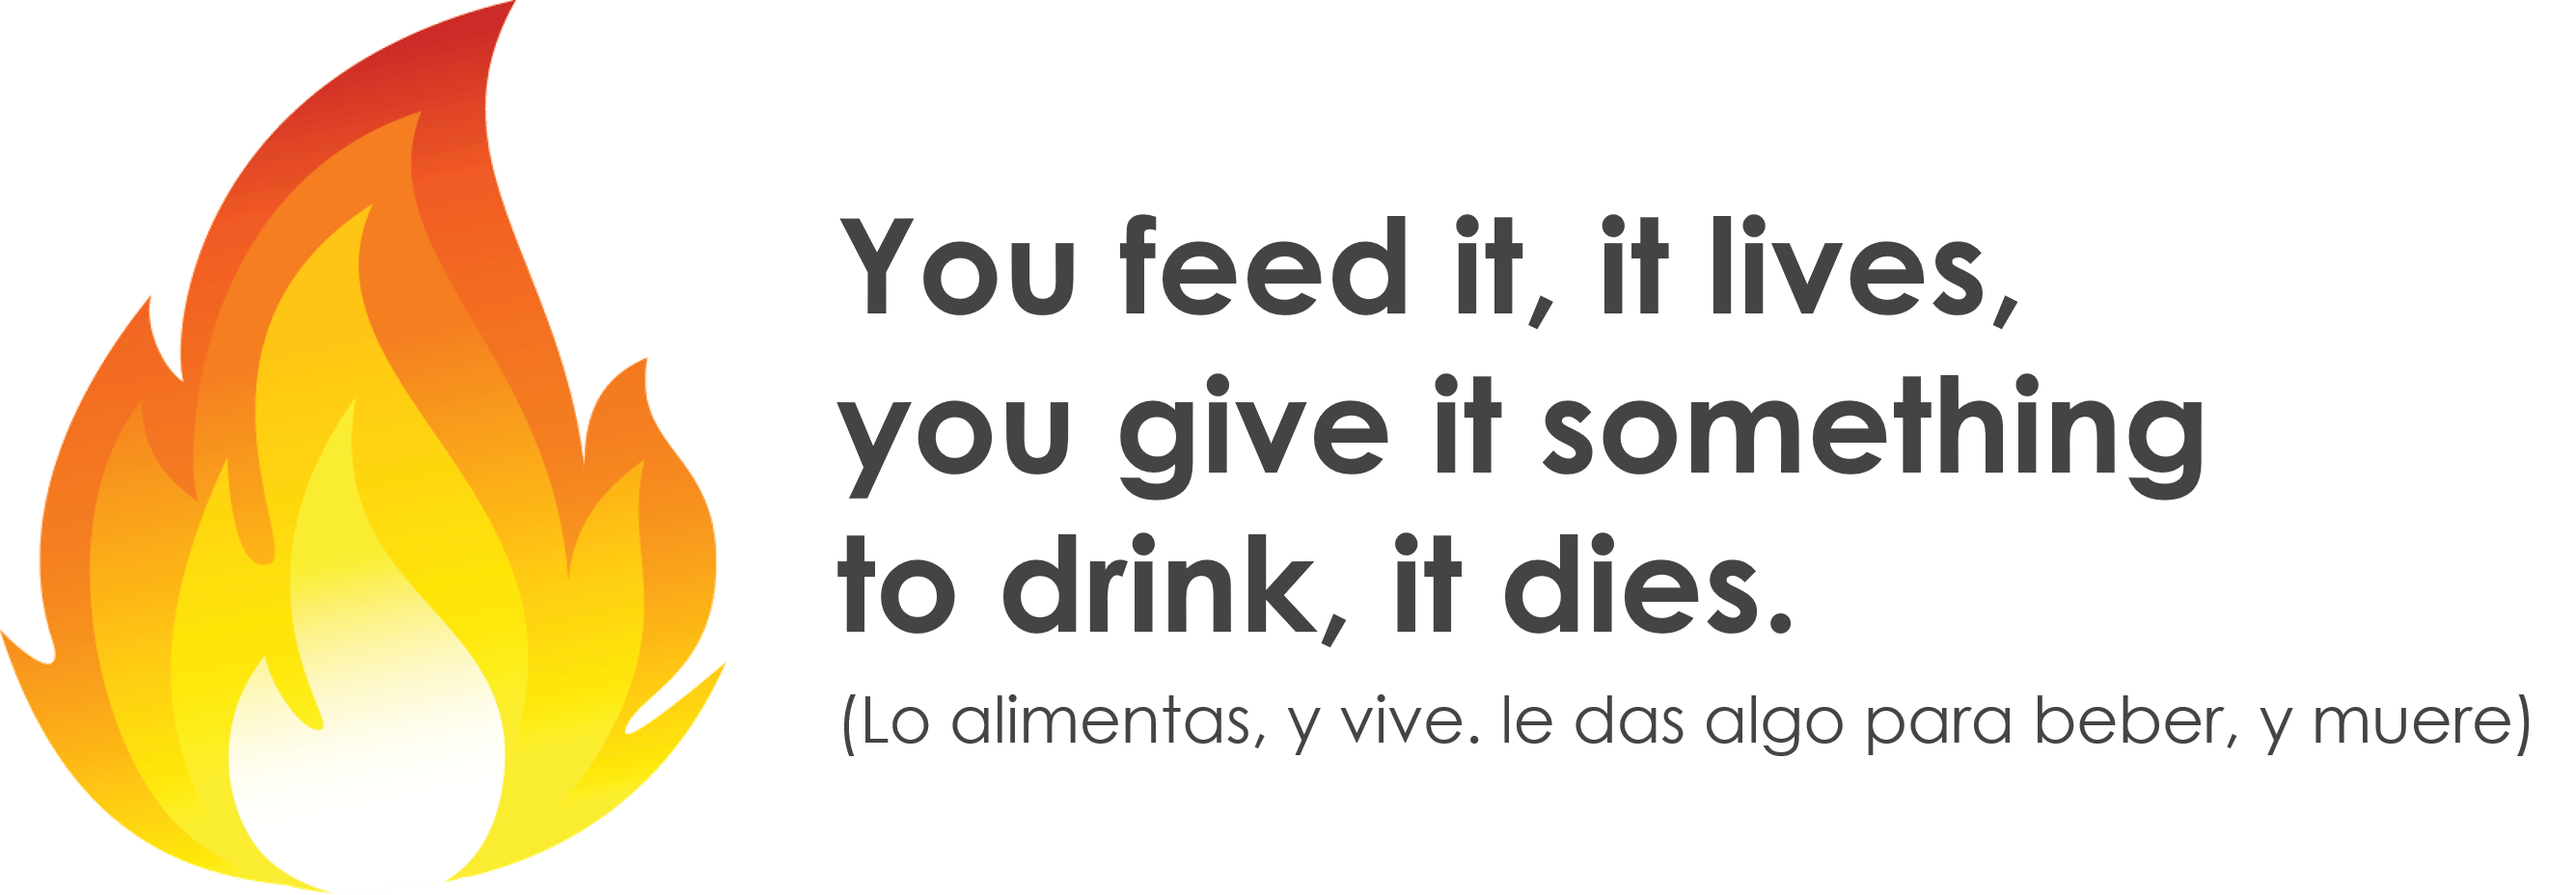 You feed it, it lives,
you give it something
to drink, it dies.
(Lo alimentas, y vive. le das algo para beber, y muere)